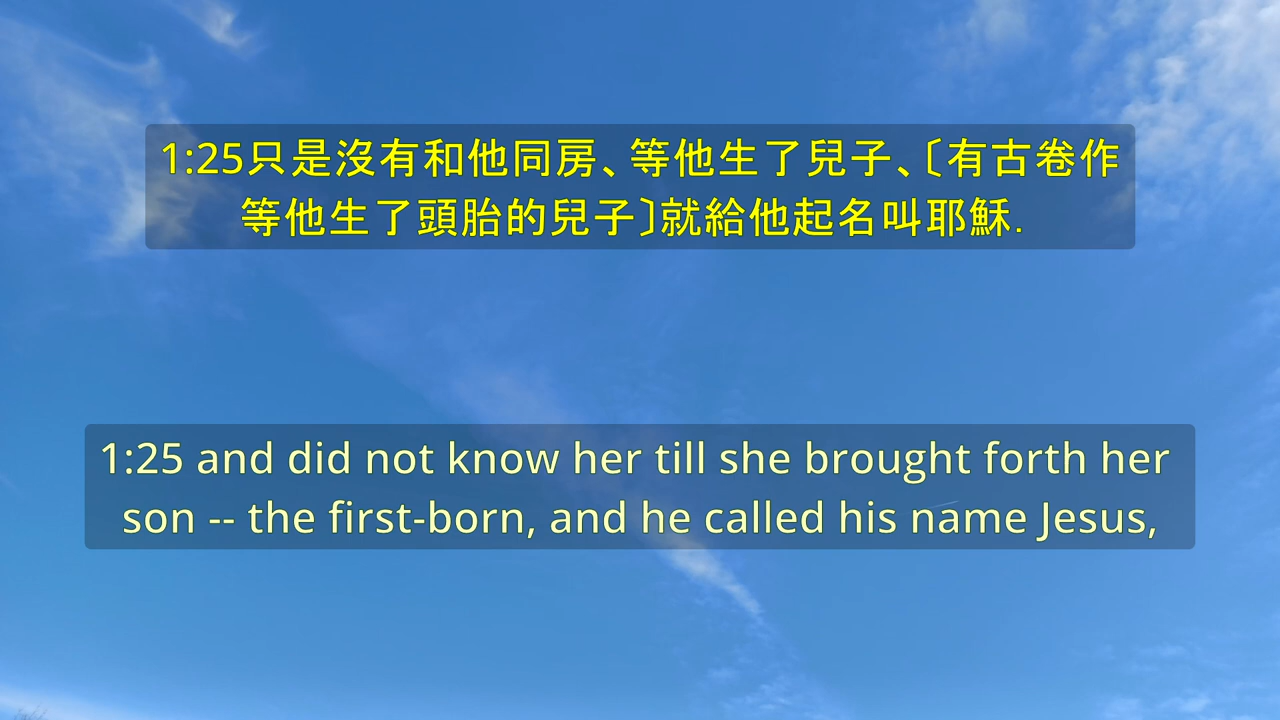 1:25只是沒有和他同房、等他生了兒子、〔有古卷作
等他生了頭胎的兒子〕就給他起名叫耶穌.
1:25 and did not know her till she brought forth her
son -- the first-born, and he called his name Jesus,